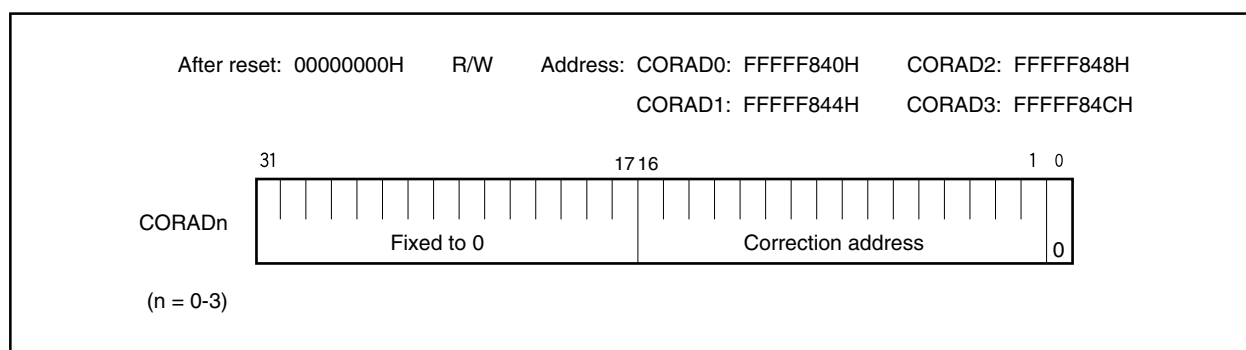 After reset: 00000000H R/W Address: CORAD0: FFFFF840H CORAD2: FFFFF848H
CORAD1: FFFFF844H CORAD3: FFFFF84CH
31 17 16 1 0
CORADn Fixed to 0 Correction address 0
(n = 0-3)